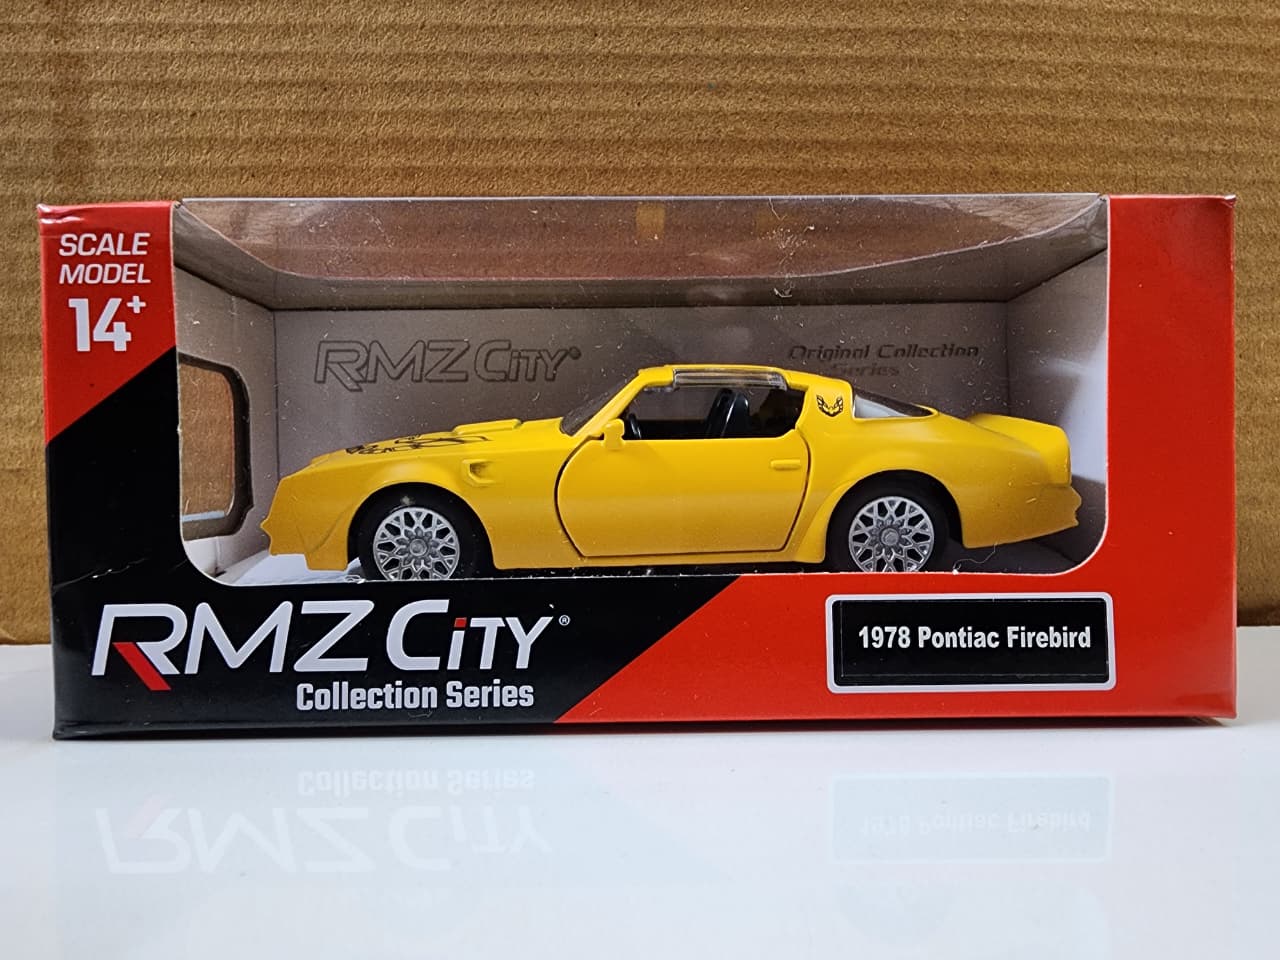 SCALE
MODEL
14+
RMZ CiTY®
Original Collection
Series
RMZ CiTY®
Collection Series
1978 Pontiac Firebird